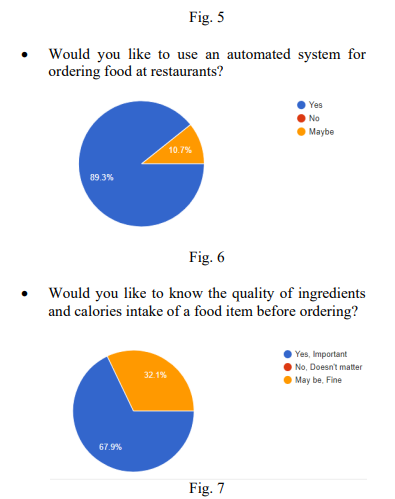 Fig. 5
• Would you like to use an automated system for
ordering food at restaurants?
Yes
No
Maybe
10.7%
89.3%
Fig. 6
• Would you like to know the quality of ingredients
and calories intake of a food item before ordering?
Yes, Important
No, Doesn't matter
May be, Fine
32.1%
67.9%
Fig. 7